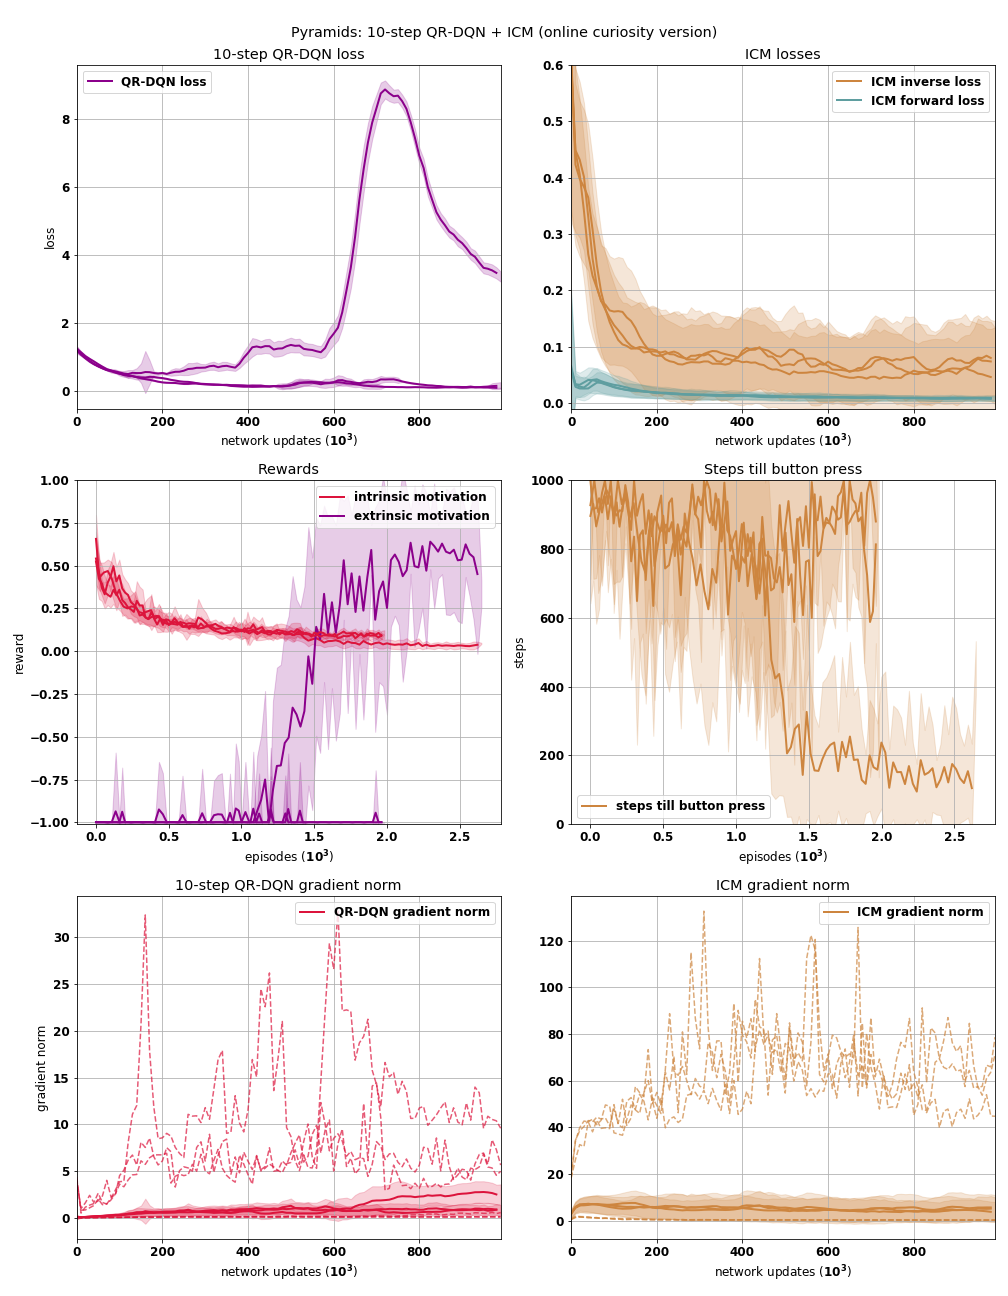 Pyramids: 10-step QR-DQN + ICM (online curiosity version)
10-step QR-DQN loss
QR-DQN loss
loss
8
6
4
2
0
0 200 400 600 800
network updates (10³)
ICM losses
ICM inverse loss
ICM forward loss
0.6
0.5
0.4
0.3
0.2
0.1
0.0
0 200 400 600 800
network updates (10³)
Rewards
intrinsic motivation
extrinsic motivation
reward
1.00
0.75
0.50
0.25
0.00
−0.25
−0.50
−0.75
−1.00
0.0 0.5 1.0 1.5 2.0 2.5
episodes (10³)
Steps till button press
steps
1000
800
600
400
200
0
steps till button press
0.0 0.5 1.0 1.5 2.0 2.5
episodes (10³)
10-step QR-DQN gradient norm
QR-DQN gradient norm
gradient norm
30
25
20
15
10
5
0
0 200 400 600 800
network updates (10³)
ICM gradient norm
ICM gradient norm
120
100
80
60
40
20
0
0 200 400 600 800
network updates (10³)